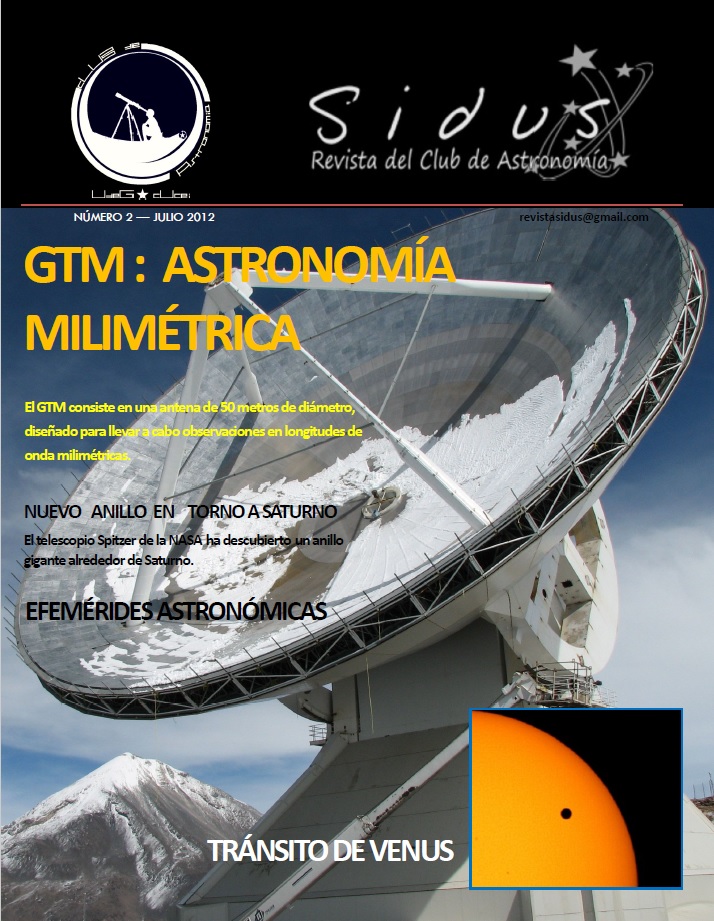 Club de
Astronomía
Sidus
Revista del Club de Astronomía
NÚMERO 2 — JULIO 2012
revistasidus@gmail.com
GTM : ASTRONOMÍA
MILIMÉTRICA
El GTM consiste en una antena de 50 metros de diámetro,
diseñado para llevar a cabo observaciones en longitudes de
onda milimétricas.
NUEVO ANILLO EN TORNO A SATURNO
El telescopio Spitzer de la NASA ha descubierto un anillo
gigante alrededor de Saturno.
EFEMÉRIDES ASTRONÓMICAS
TRÁNSITO DE VENUS